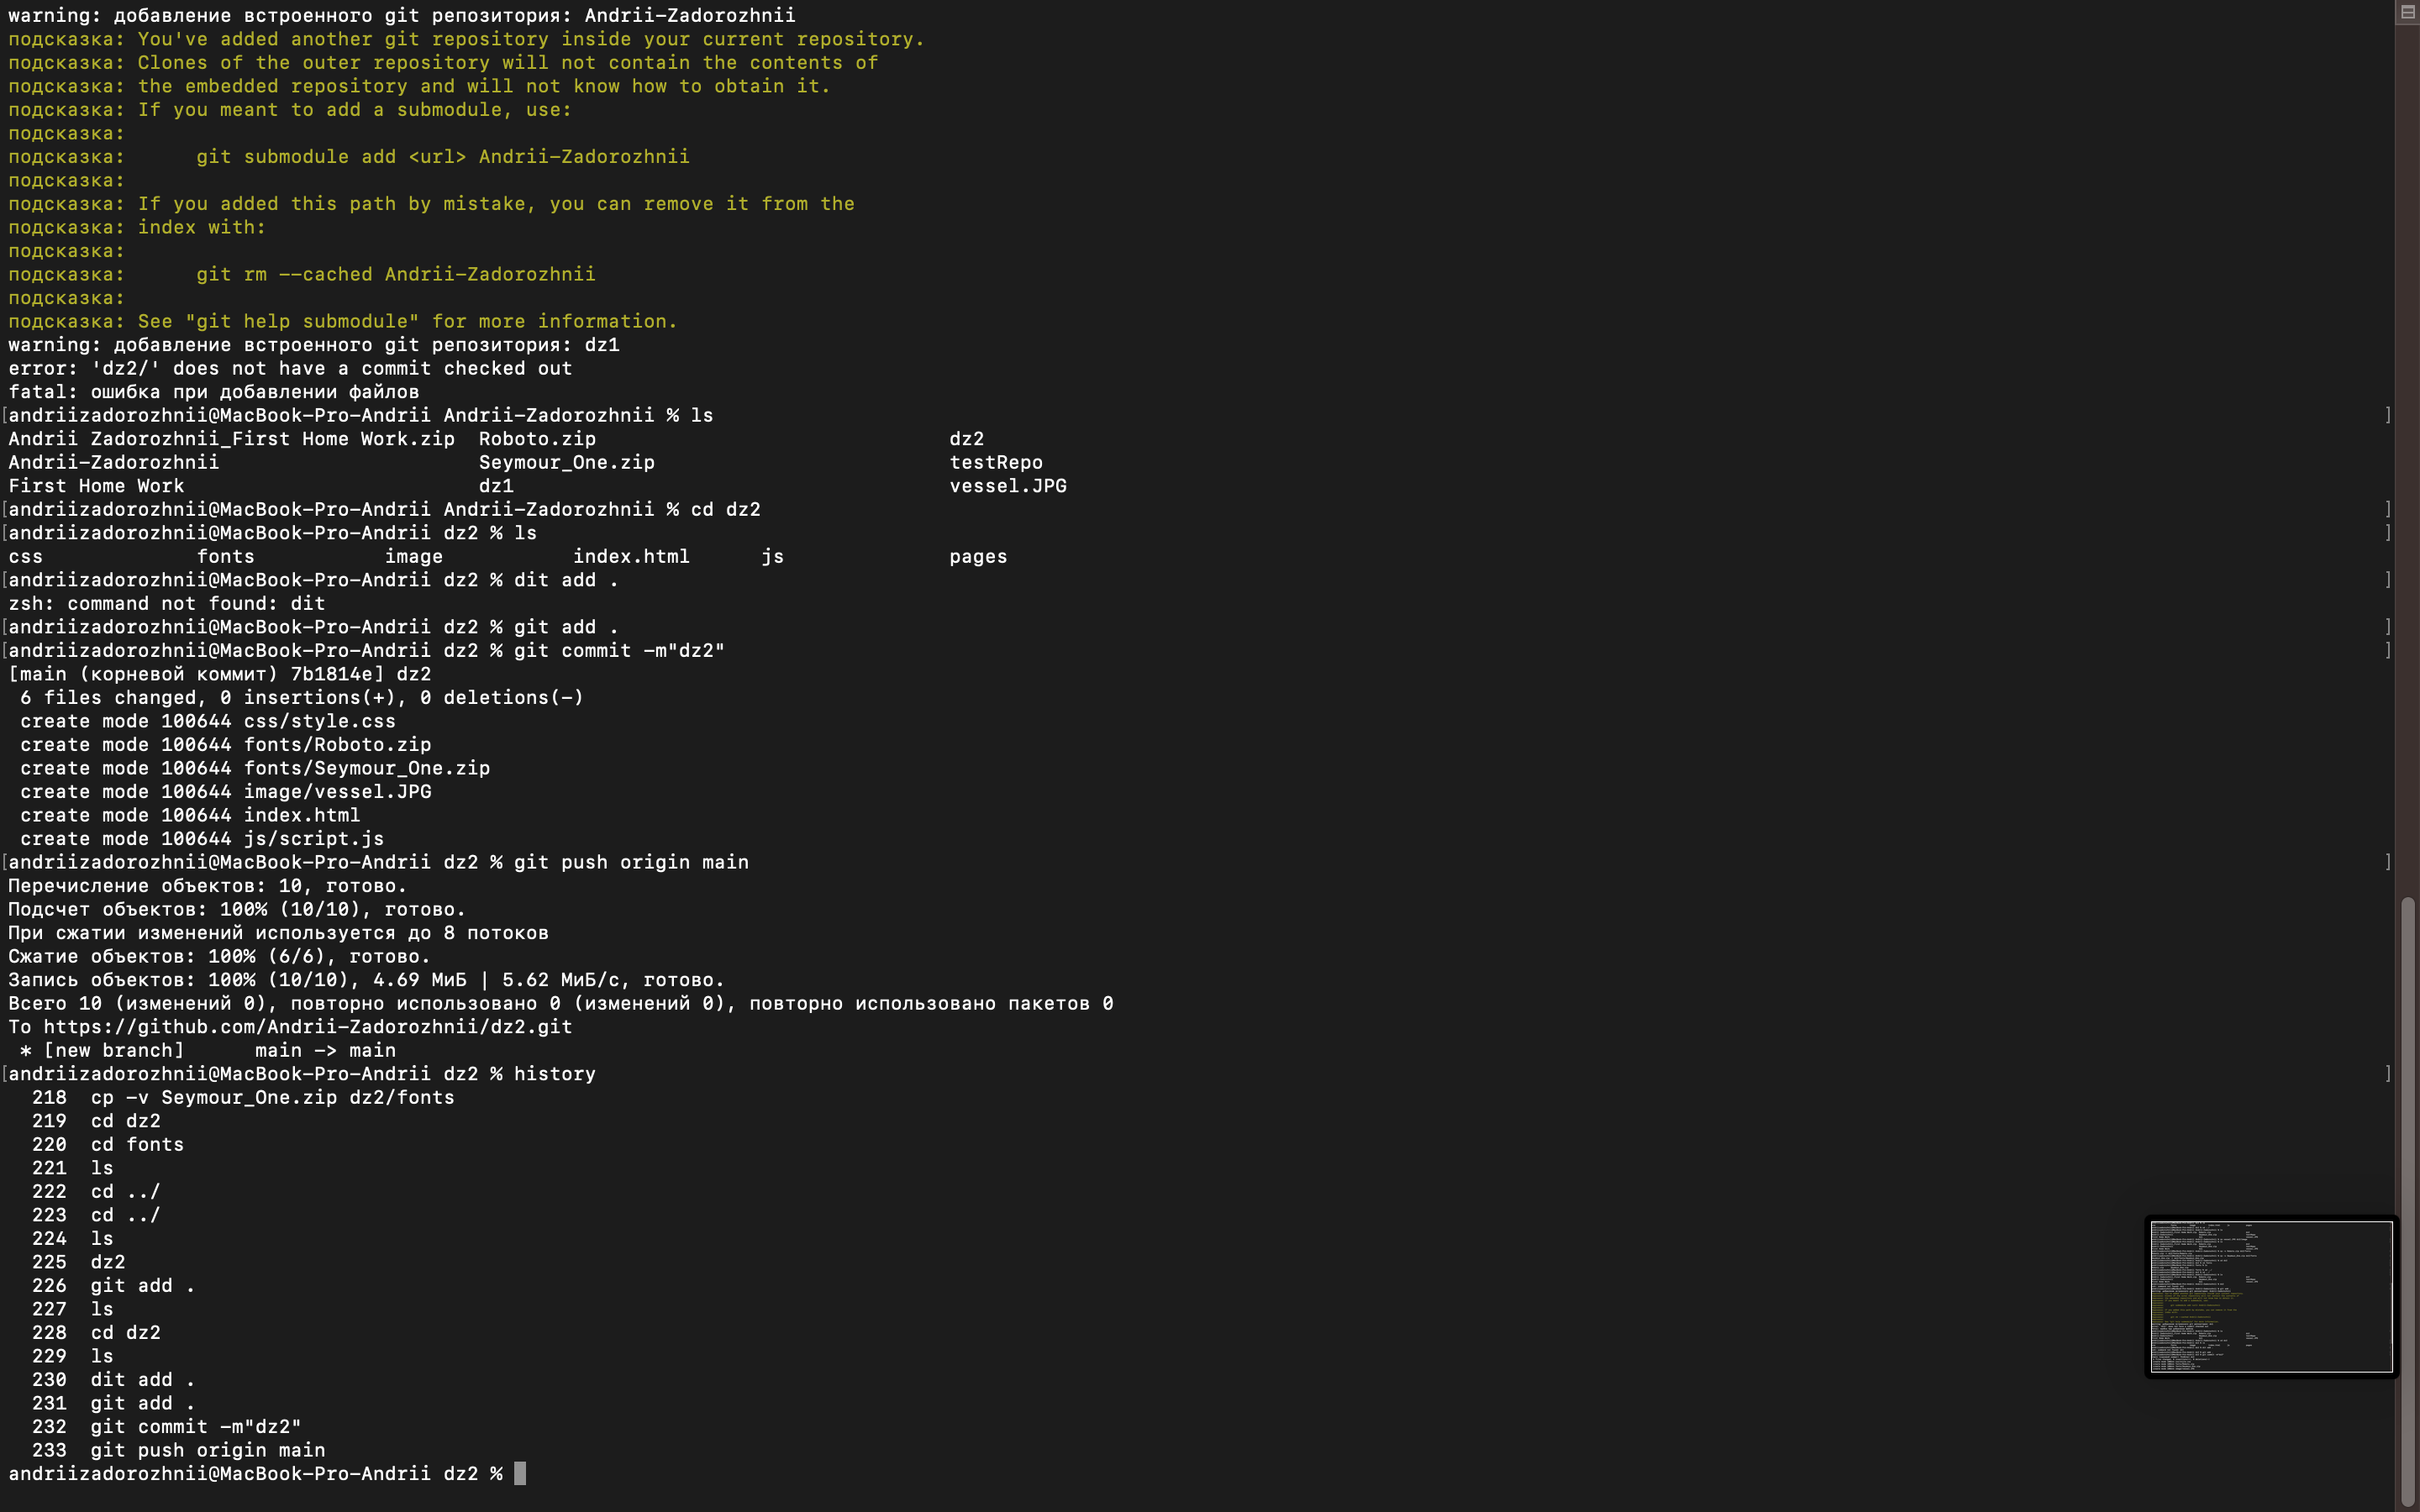 warning: добавление встроенного git репозитория: Andrii-Zadorozhnii
подсказка: You've added another git repository inside your current repository.
подсказка: Clones of the outer repository will not contain the contents of
подсказка: the embedded repository and will not know how to obtain it.
подсказка: If you meant to add a submodule, use:
подсказка:
подсказка:      git submodule add <url> Andrii-Zadorozhnii
подсказка:
подсказка: If you added this path by mistake, you can remove it from the
подсказка: index with:
подсказка:
подсказка:      git rm --cached Andrii-Zadorozhnii
подсказка:
подсказка: See "git help submodule" for more information.
warning: добавление встроенного git репозитория: dz1
error: 'dz2/' does not have a commit checked out
fatal: ошибка при добавлении файлов
[andriizadorozhnii@MacBook-Pro-Andrii Andrii-Zadorozhnii % ls ]
Andrii Zadorozhnii_First Home Work.zip  Roboto.zip                              dz2
Andrii-Zadorozhnii                      Seymour_One.zip                         testRepo
First Home Work                         dz1                                     vessel.JPG
[andriizadorozhnii@MacBook-Pro-Andrii Andrii-Zadorozhnii % cd dz2 ]
[andriizadorozhnii@MacBook-Pro-Andrii dz2 % ls ]
css             fonts           image           index.html      js              pages
[andriizadorozhnii@MacBook-Pro-Andrii dz2 % dit add . ]
zsh: command not found: dit
[andriizadorozhnii@MacBook-Pro-Andrii dz2 % git add . ]
[andriizadorozhnii@MacBook-Pro-Andrii dz2 % git commit -m"dz2" ]
[main (корневой коммит) 7b1814e] dz2
 6 files changed, 0 insertions(+), 0 deletions(-)
 create mode 100644 css/style.css
 create mode 100644 fonts/Roboto.zip
 create mode 100644 fonts/Seymour_One.zip
 create mode 100644 image/vessel.JPG
 create mode 100644 index.html
 create mode 100644 js/script.js
[andriizadorozhnii@MacBook-Pro-Andrii dz2 % git push origin main ]
Перечисление объектов: 10, готово.
Подсчет объектов: 100% (10/10), готово.
При сжатии изменений используется до 8 потоков
Сжатие объектов: 100% (6/6), готово.
Запись объектов: 100% (10/10), 4.69 МиБ | 5.62 МиБ/с, готово.
Всего 10 (изменений 0), повторно использовано 0 (изменений 0), повторно использовано пакетов 0
To https://github.com/Andrii-Zadorozhnii/dz2.git
 * [new branch]      main -> main
[andriizadorozhnii@MacBook-Pro-Andrii dz2 % history ]
  218  cp -v Seymour_One.zip dz2/fonts
  219  cd dz2
  220  cd fonts
  221  ls
  222  cd ../
  223  cd ../
  224  ls
  225  dz2
  226  git add .
  227  ls
  228  cd dz2
  229  ls
  230  dit add .
  231  git add .
  232  git commit -m"dz2"
  233  git push origin main
andriizadorozhnii@MacBook-Pro-Andrii dz2 %